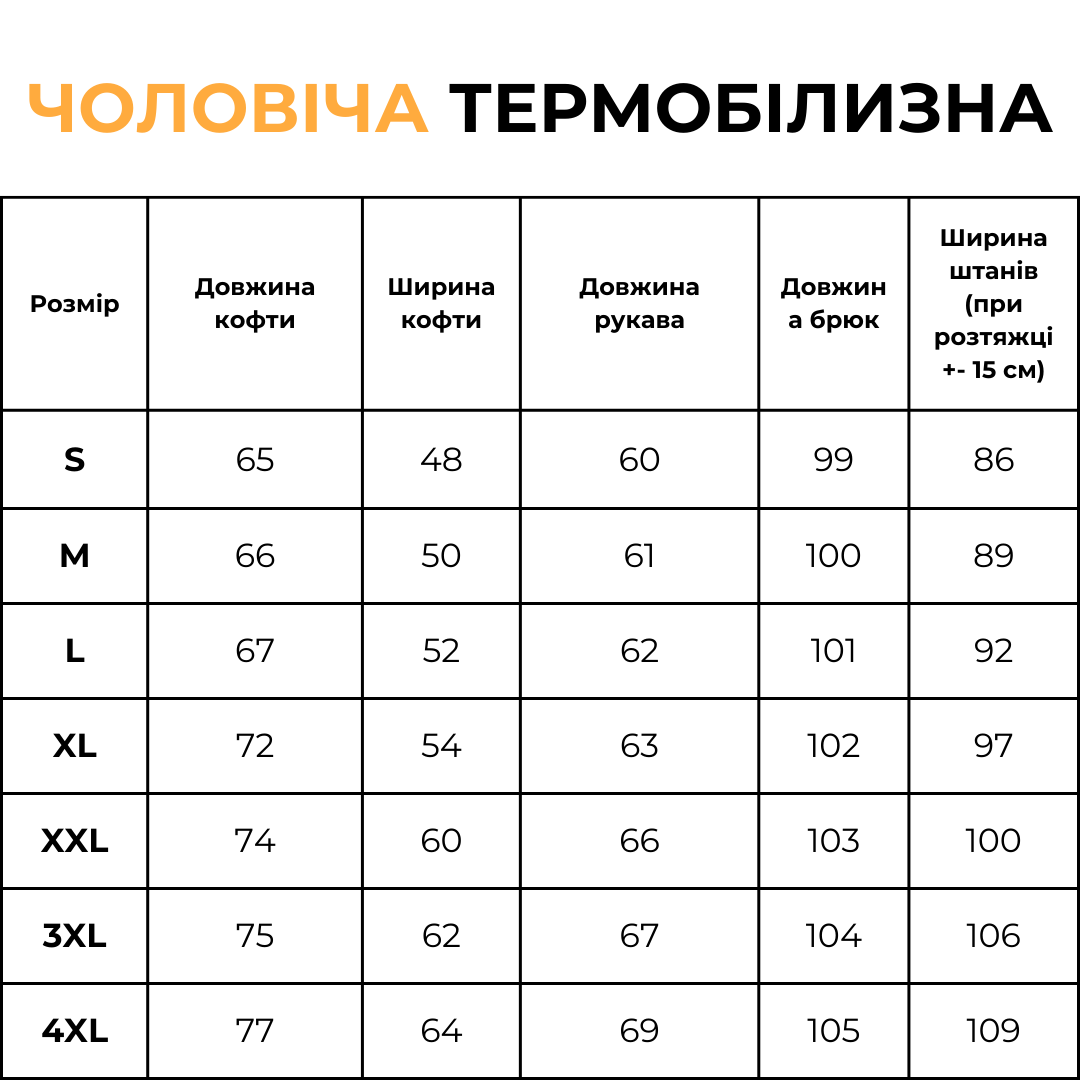 ЧОЛОВІЧА ТЕРМОБІЛИЗНА
Розмір
Довжина
кофти
Ширина
кофти
Довжина
рукава
Довжин
а брюк
Ширина
штанів
(при
розтяжці
+- 15 см)
S 65 48 60 99 86
M 66 50 61 100 89
L 67 52 62 101 92
XL 72 54 63 102 97
XXL 74 60 66 103 100
3XL 75 62 67 104 106
4XL 77 64 69 105 109